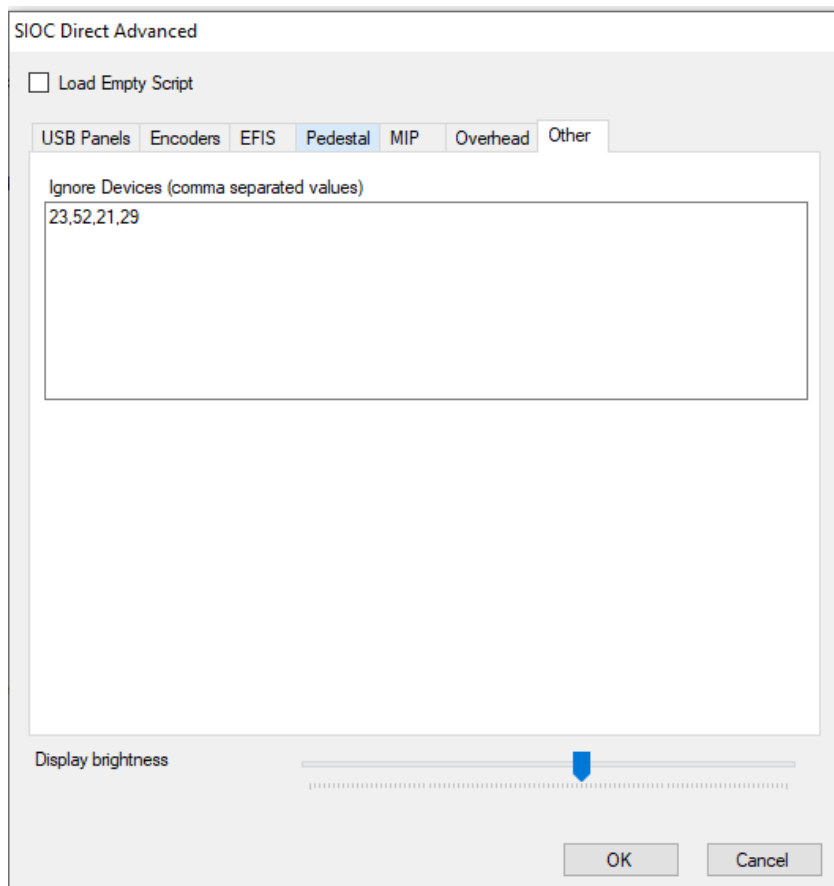 SIOC Direct Advanced
Load Empty Script
USB Panels Encoders EFIS Pedestal MIP Overhead Other
Ignore Devices (comma separated values)
23,52,21,29
Display brightness
OK Cancel